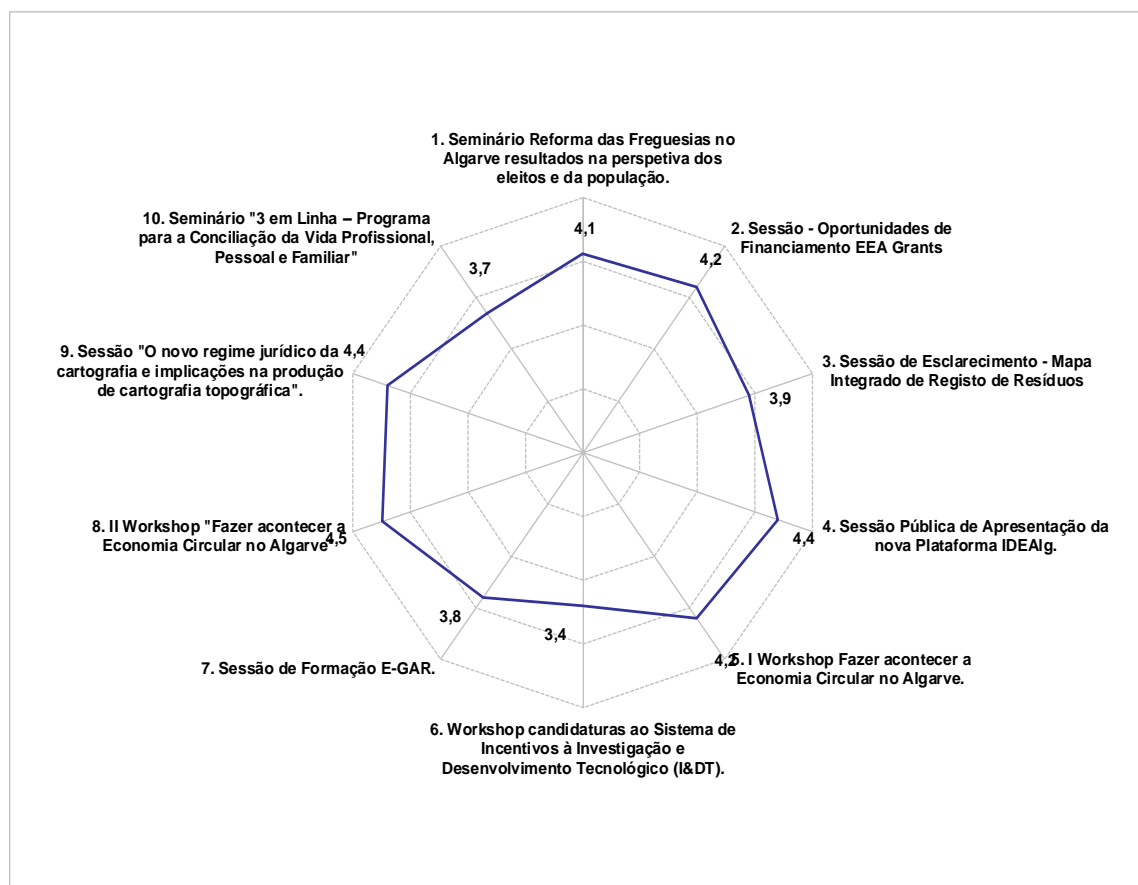 1. Seminário Reforma das Freguesias no
Algarve resultados na perspetiva dos
eleitos e da população.
4,1
2. Sessão - Oportunidades de
Financiamento EEA Grants
4,2
3. Sessão de Esclarecimento - Mapa
Integrado de Registo de Resíduos
3,9
4. Sessão Pública de Apresentação da
nova Plataforma IDEAlg.
4,4
5. I Workshop Fazer acontecer a
Economia Circular no Algarve.
4,2
6. Workshop candidaturas ao Sistema de
Incentivos à Investigação e
Desenvolvimento Tecnológico (I&DT).
3,4
7. Sessão de Formação E-GAR.
3,8
8. II Workshop "Fazer acontecer a
Economia Circular no Algarve"
4,5
9. Sessão "O novo regime jurídico da
cartografia e implicações na produção
de cartografia topográfica".
4,4
10. Seminário "3 em Linha – Programa
para a Conciliação da Vida Profissional,
Pessoal e Familiar"
3,7